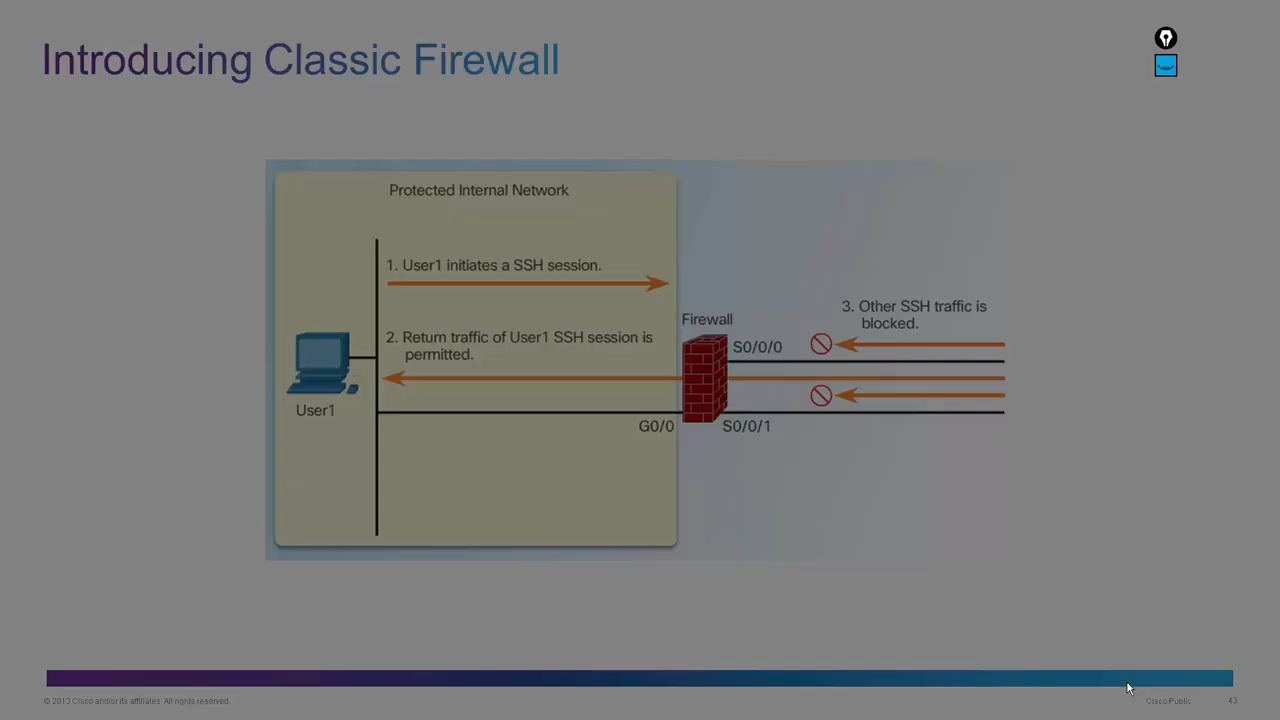 Introducing Classic Firewall
Protected Internal Network
1. User1 initiates a SSH session.
2. Return traffic of User1 SSH session is
permitted.
User1
Firewall
S0/0/0
3. Other SSH traffic is
blocked.
G0/0
S0/0/1
© 2013 Cisco and/or its affiliates. All rights reserved.
Cisco Public
43